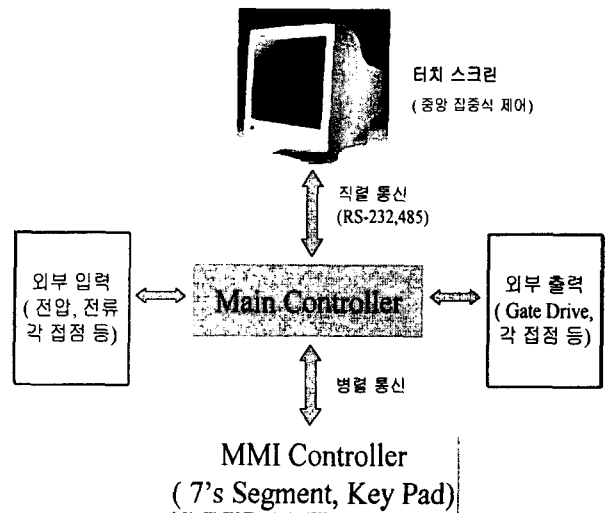 터치 스크린
( 중앙 집중식 제어)
직렬 통신
(RS-232,485)
외부 입력
( 전압, 전류
각 접점 등)
Main Controller
외부 출력
( Gate Drive,
각 접점 등)
병렬 통신
MMI Controller
( 7's Segment, Key Pad)